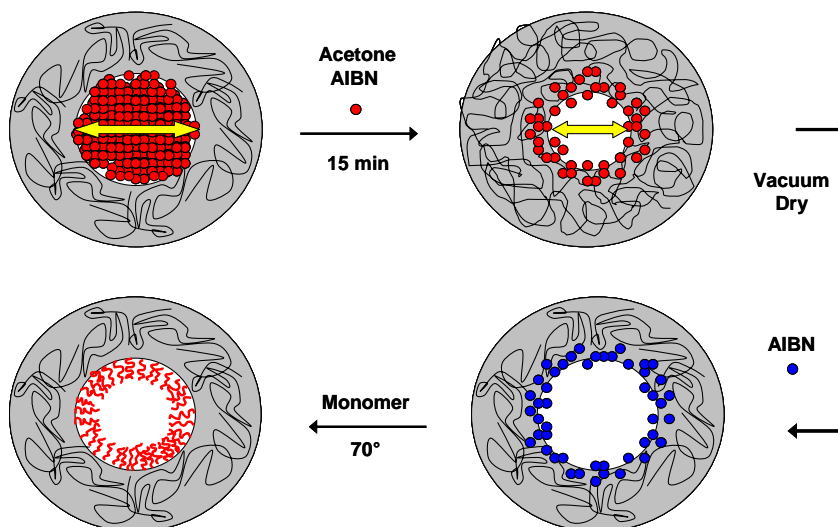 Acetone
AIBN
15 min
Vacuum
Dry
AIBN
Monomer
70°